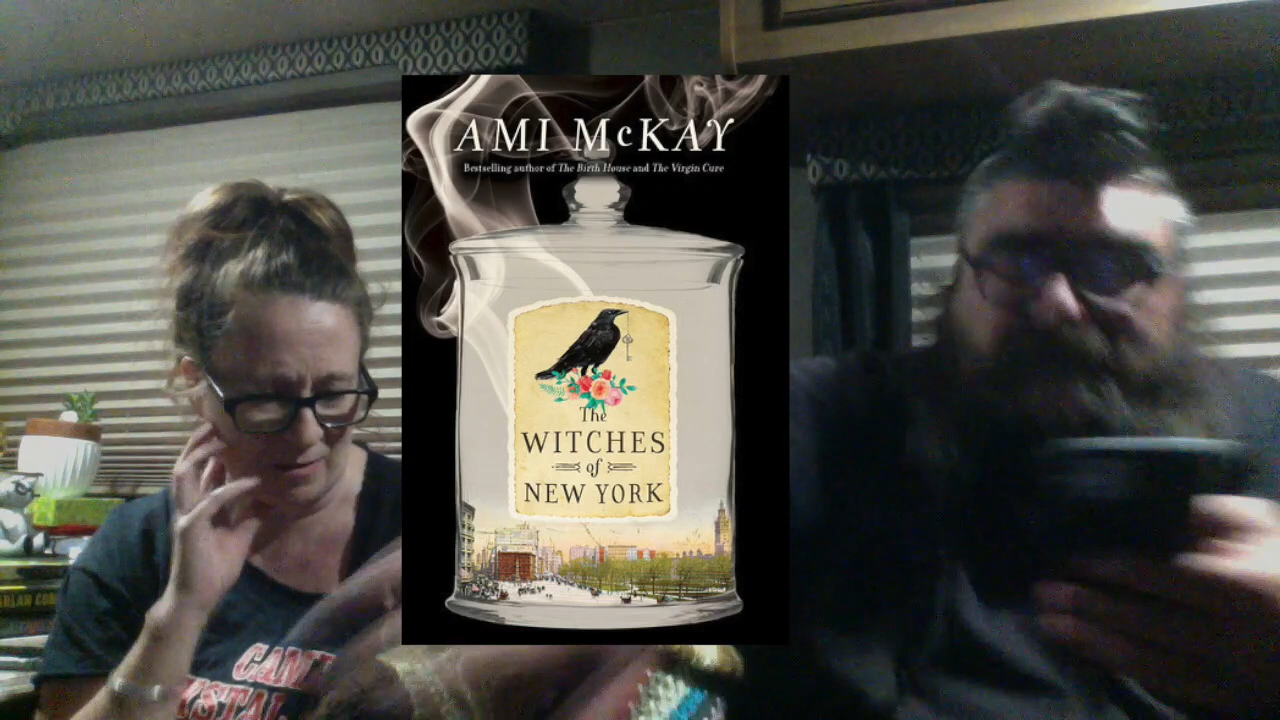 AMI McKAY
Bestselling author of The Birth House and The Virgin Cure
The
WITCHES
of
NEW YORK